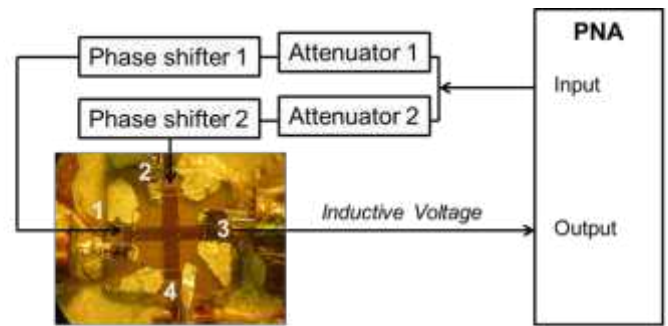 PNA
Phase shifter 1
Attenuator 1
Input
Phase shifter 2
Attenuator 2
2
1
Inductive Voltage
3
Output
4